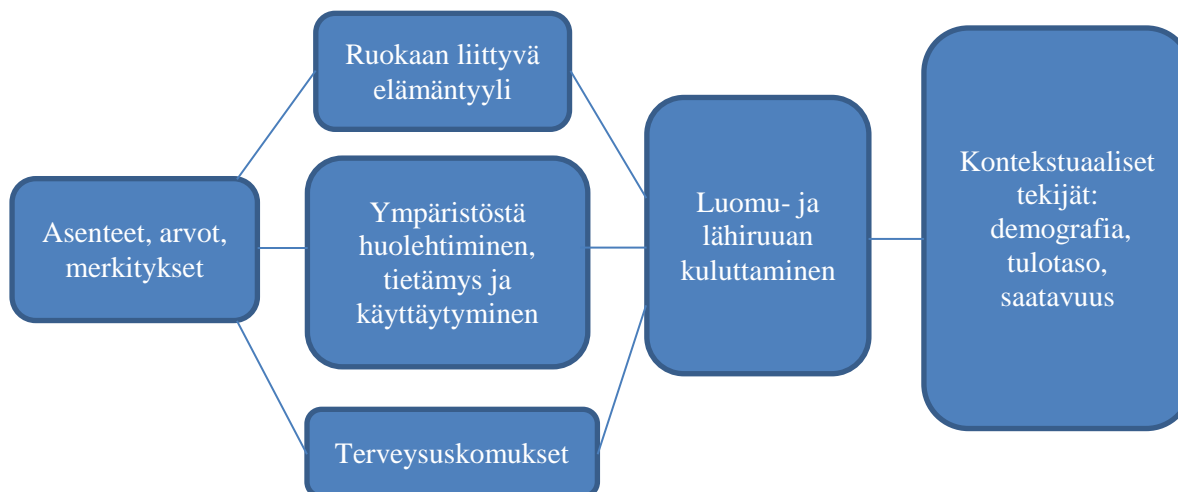 Asenteet, arvot,
merkitykset
Ruokaan liittyvä
elämäntyyli
Ympäristöstä
huolehtiminen,
tietämys ja
käyttäytyminen
Terveysuskomukset
Luomu- ja
lähiruuan
kuluttaminen
Kontekstuaaliset
tekijät:
demografia,
tulotaso,
saatavuus